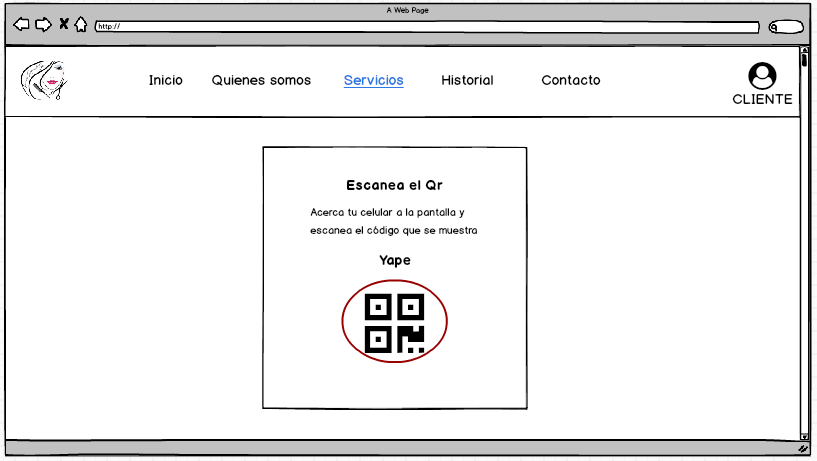 A Web Page
http://
Inicio Quienes somos Servicios Historial Contacto
CLIENTE
Escanea el Qr
Acerca tu celular a la pantalla y
escanea el código que se muestra
Yape